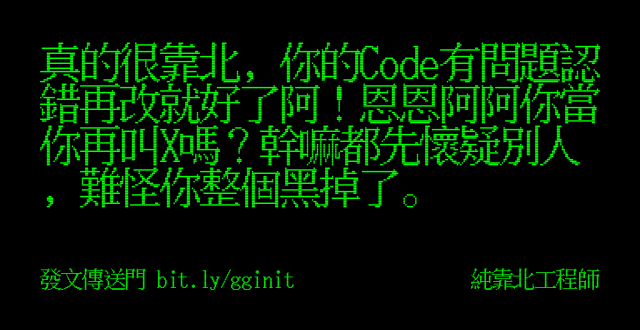 真的很靠北，你的Code有問題認
錯再改就好了阿！恩恩阿阿你當
你再叫X嗎？幹嘛都先懷疑別人
，難怪你整個黑掉了。
發文傳送門 bit.ly/gginit
純靠北工程師